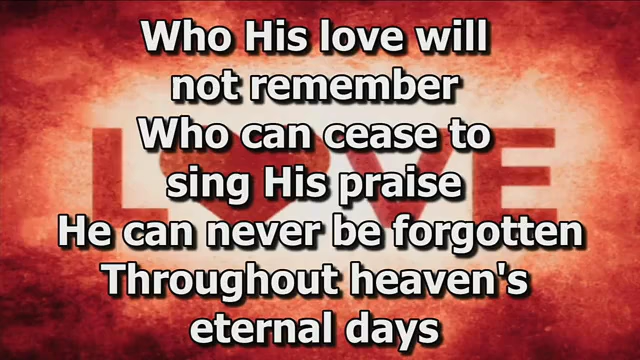 Who His love will
not remember
Who can cease to
sing His praise
He can never be forgotten
Throughout heaven's
eternal days
LOVE